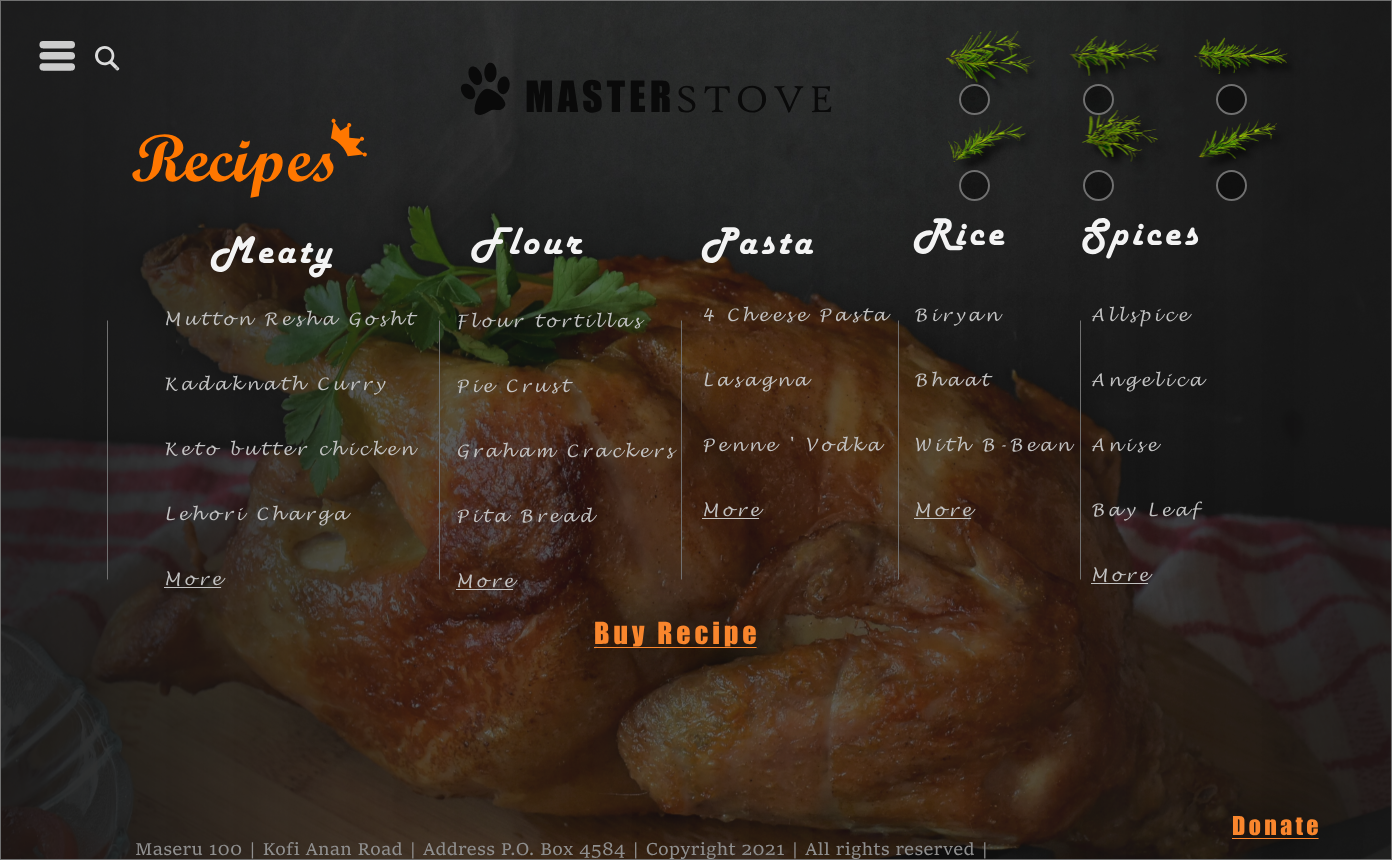 MASTERSTOVE
Recipes
Meaty
Mutton Resha Gosht
Kadaknath Curry
Keto butter chicken
Lehori Charga
More
Flour
Flour tortillas
Pie Crust
Graham Crackers
Pita Bread
More
Pasta
4 Cheese Pasta
Lasagna
Penne ' Vodka
More
Rice
Biryan
Bhaat
With B-Bean
More
Spices
Allspice
Angelica
Anise
Bay Leaf
More
Buy Recipe
Donate
Maseru 100 | Kofi Anan Road | Address P.O. Box 4584 | Copyright 2021 | All rights reserved |